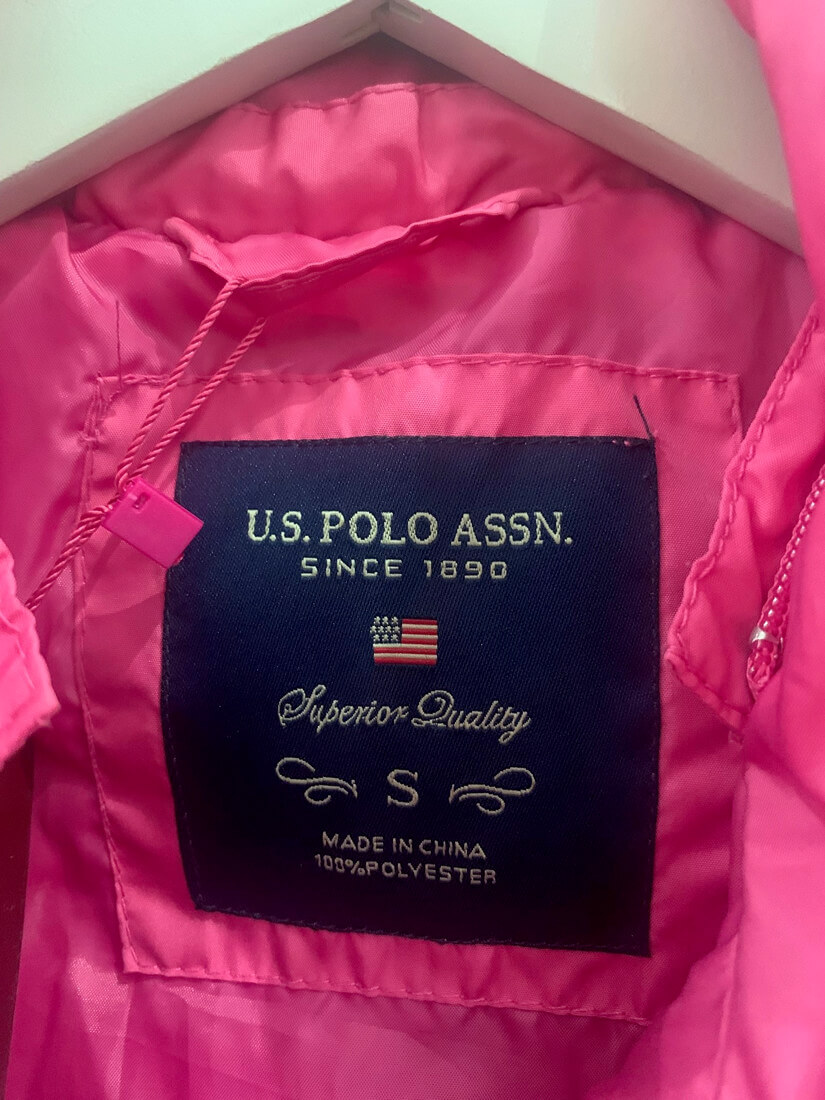 U.S. POLO ASSN.
SINCE 1890
Superior Quality
S
MADE IN CHINA
100%POLYESTER